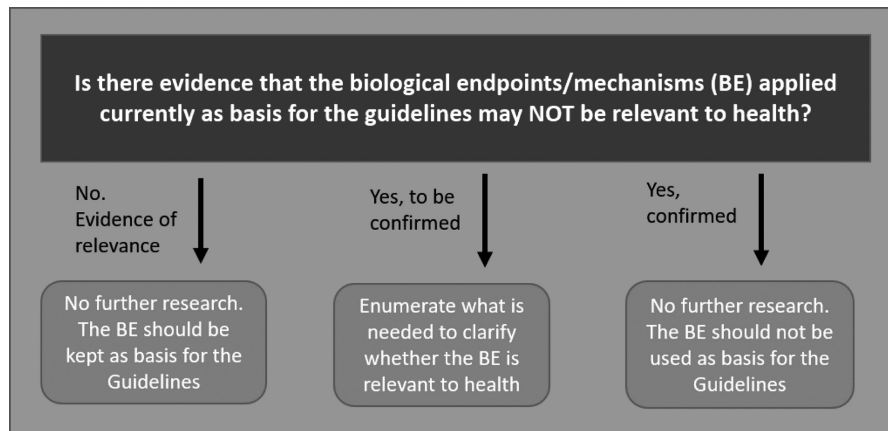 Is there evidence that the biological endpoints/mechanisms (BE) applied
currently as basis for the guidelines may NOT be relevant to health?
No.
Evidence of
relevance
Yes, to be
confirmed
Yes,
confirmed
No further research.
The BE should be
kept as basis for the
Guidelines
Enumerate what is
needed to clarify
whether the BE is
relevant to health
No further research.
The BE should not be
used as basis for the
Guidelines